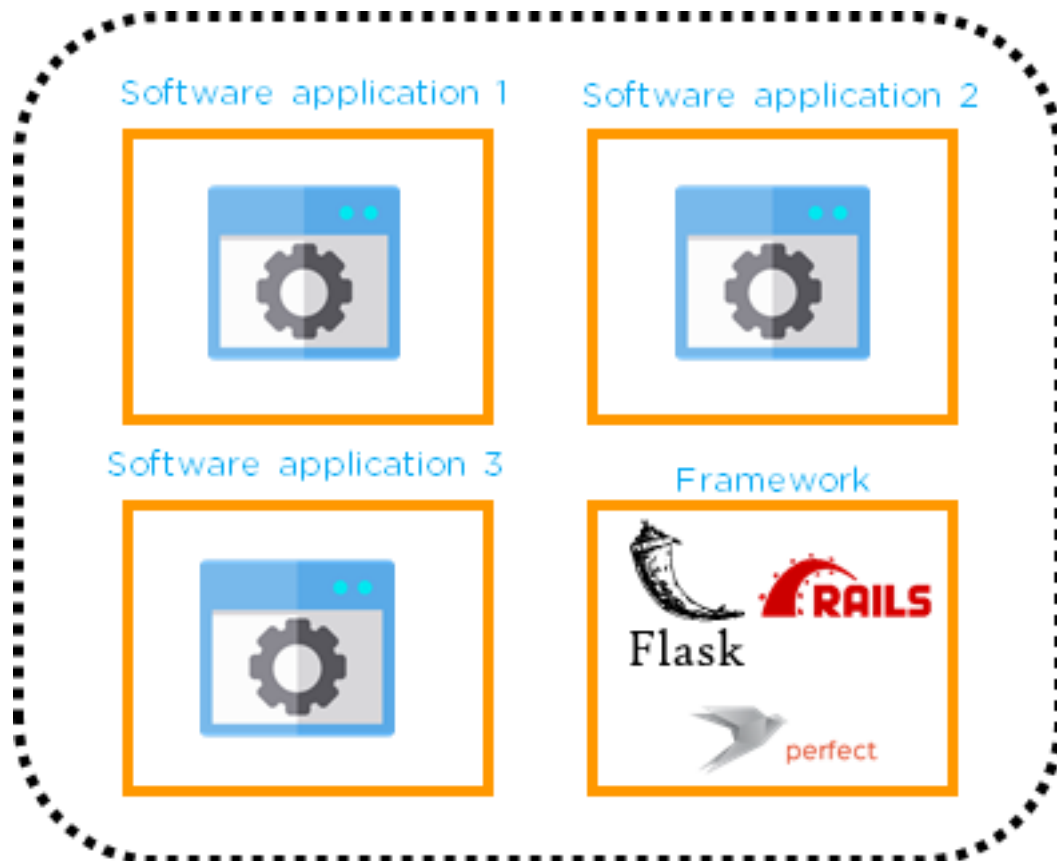 Software application 1
Software application 2
Software application 3
Framework
Flask
RAILS
perfect